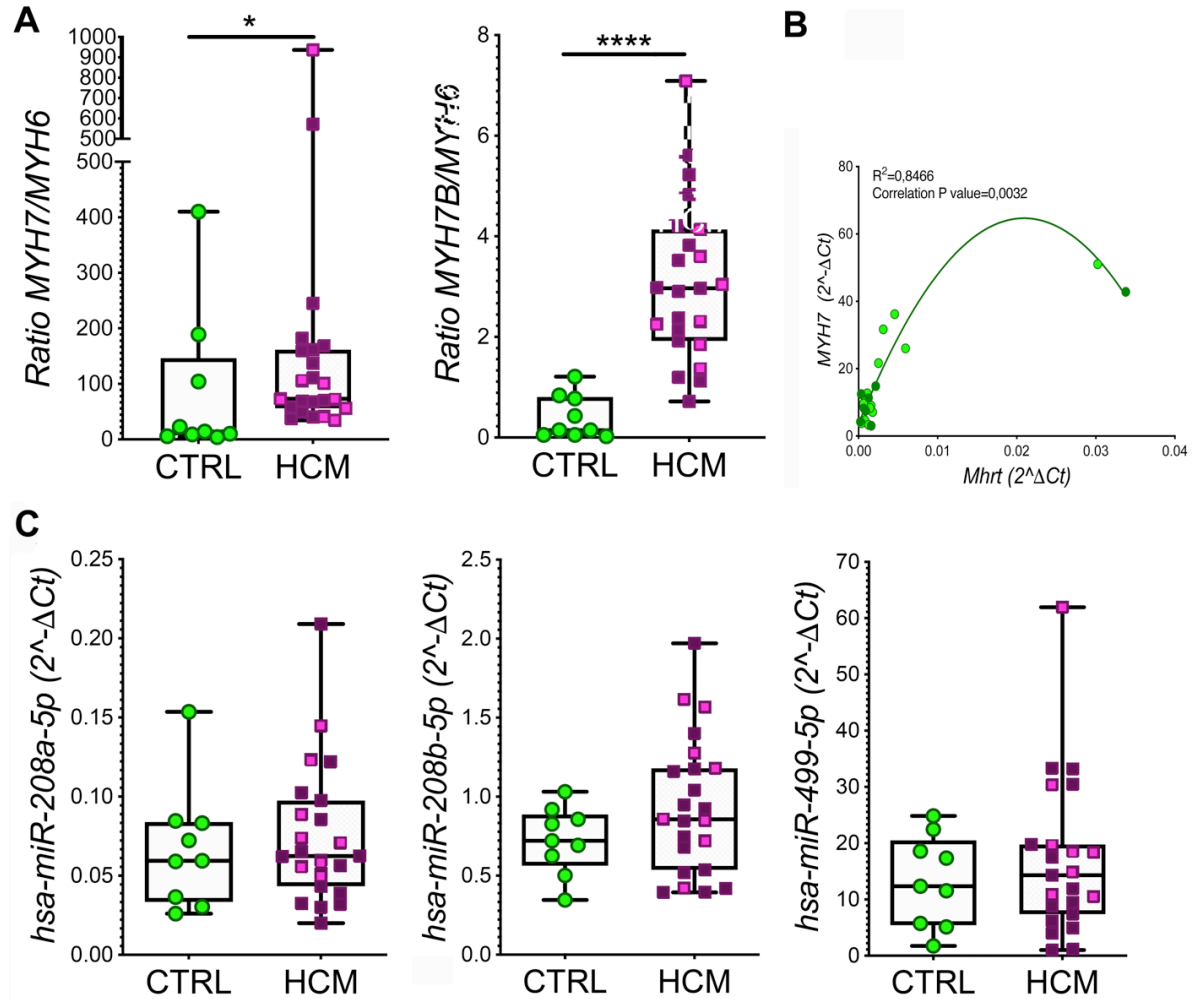 A
*
Ratio MYH7/MYH6
1000
900
800
700
600
500
500
400
300
200
100
0
CTRL
HCM
****
Ratio MYH7B/MYH6
8
6
4
2
0
CTRL
HCM
B
R²=0,8466
Correlation P value=0,0032
MYH7 (2^-ΔCt)
80
60
40
20
0
0.00
0.01
0.02
0.03
0.04
Mhrt (2^ΔCt)
C
hsa-miR-208a-5p (2^-ΔCt)
0.25
0.20
0.15
0.10
0.05
0.00
CTRL
HCM
hsa-miR-208b-5p (2^-ΔCt)
2.5
2.0
1.5
1.0
0.5
0.0
CTRL
HCM
hsa-miR-499-5p (2^-ΔCt)
70
60
50
40
30
20
10
0
CTRL
HCM